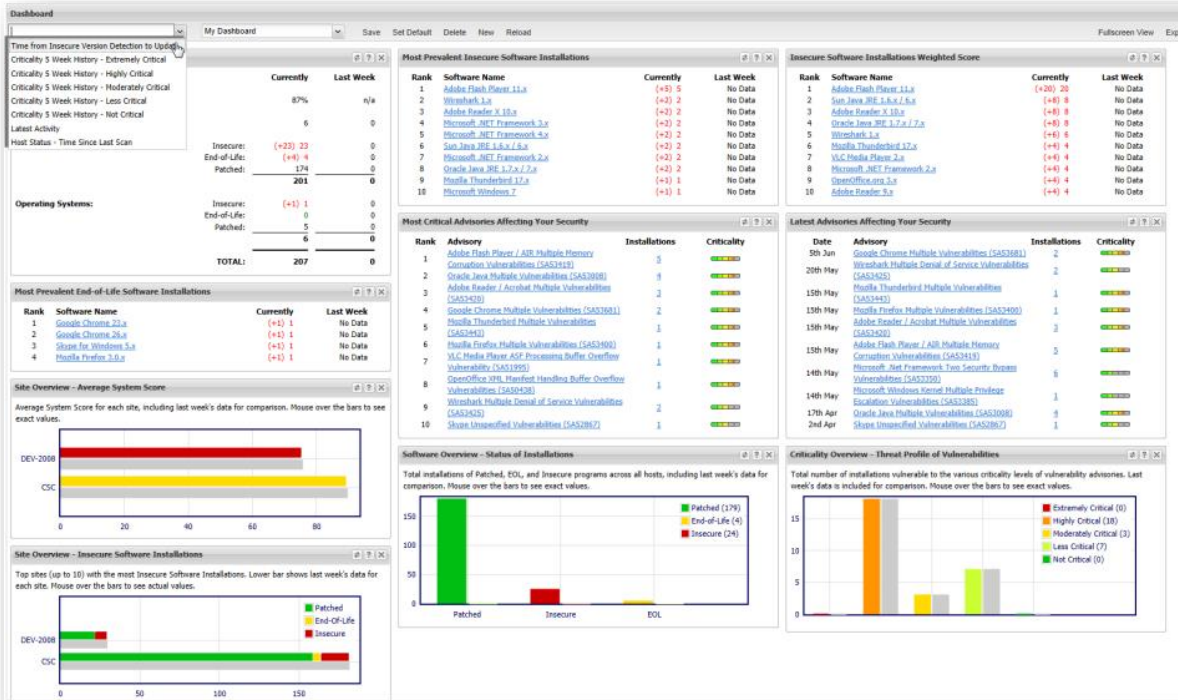 Dashboard
My Dashboard Save Set Default Delete New Reload Fullscreen View Exp
Time from Insecure Version Detection to Update
Criticality 5 Week History - Extremely Critical
Criticality 5 Week History - Highly Critical
Criticality 5 Week History - Moderately Critical
Criticality 5 Week History - Less Critical
Criticality 5 Week History - Not Critical
Latest Activity
Host Status - Time Since Last Scan
Currently Last Week
87% n/a
6 0
Insecure: (+23) 23 0
End-of-Life: (+4) 4 0
Patched: 174 0
201 0
Operating Systems: Insecure: (+1) 1 0
End-of-Life: 0 0
Patched: 5 0
6 0
TOTAL: 207 0
Most Prevalent End-of-Life Software Installations
Rank Software Name Currently Last Week
1 Google Chrome 23.x (+1) 1 No Data
2 Google Chrome 26.x (+1) 1 No Data
3 Skype for Windows 5.x (+1) 1 No Data
4 Mozilla Firefox 3.0.x (+1) 1 No Data
Site Overview - Average System Score
Average System Score for each site, including last week's data for comparison. Mouse over the bars to see
exact values.
DEV-2008
CSC
0 20 40 60 80
Site Overview - Insecure Software Installations
Top sites (up to 10) with the most Insecure Software Installations. Lower bar shows last week's data for
each site. Mouse over the bars to see actual values.
Patched
End-Of-Life
Insecure
DEV-2008
CSC
0 50 100 150
Most Prevalent Insecure Software Installations
Rank Software Name Currently Last Week
1 Adobe Flash Player 11.x (+5) 5 No Data
2 Wireshark 1.x (+2) 2 No Data
3 Adobe Reader X 10.x (+2) 2 No Data
4 Microsoft .NET Framework 3.x (+2) 2 No Data
5 Microsoft .NET Framework 4.x (+2) 2 No Data
6 Sun Java JRE 1.6.x / 6.x (+2) 2 No Data
7 Microsoft .NET Framework 2.x (+2) 2 No Data
8 Oracle Java JRE 1.7.x / 7.x (+2) 2 No Data
9 Mozilla Thunderbird 17.x (+1) 1 No Data
10 Microsoft Windows 7 (+1) 1 No Data
Most Critical Advisories Affecting Your Security
Rank Advisory Installations Criticality
1 Adobe Flash Player / AIR Multiple Memory
Corruption Vulnerabilities (SA53419) 5
2 Oracle Java Multiple Vulnerabilities (SA53008) 4
3 Adobe Reader / Acrobat Multiple Vulnerabilities
(SA53420) 3
4 Google Chrome Multiple Vulnerabilities (SA53681) 2
5 Mozilla Thunderbird Multiple Vulnerabilities
(SA53443) 1
6 Mozilla Firefox Multiple Vulnerabilities (SA53400) 1
7 VLC Media Player ASF Processing Buffer Overflow
Vulnerability (SA51995) 1
8 OpenOffice XML Manifest Handling Buffer Overflow
Vulnerabilities (SA50438) 1
9 Wireshark Multiple Denial of Service Vulnerabilities
(SA53425) 2
10 Skype Unspecified Vulnerabilities (SA52867) 1
Software Overview - Status of Installations
Total installations of Patched, EOL, and Insecure programs across all hosts, including last week's data for
comparison. Mouse over the bars to see exact values.
Patched (179)
End-of-Life (4)
Insecure (24)
150
100
50
0
Patched Insecure EOL
Insecure Software Installations Weighted Score
Rank Software Name Currently Last Week
1 Adobe Flash Player 11.x (+20) 20 No Data
2 Sun Java JRE 1.6.x / 6.x (+8) 8 No Data
3 Adobe Reader X 10.x (+8) 8 No Data
4 Oracle Java JRE 1.7.x / 7.x (+8) 8 No Data
5 Wireshark 1.x (+6) 6 No Data
6 Mozilla Thunderbird 17.x (+4) 4 No Data
7 VLC Media Player 2.x (+4) 4 No Data
8 Microsoft .NET Framework 2.x (+4) 4 No Data
9 OpenOffice.org 3.x (+4) 4 No Data
10 Adobe Reader 9.x (+4) 4 No Data
Latest Advisories Affecting Your Security
Date Advisory Installations Criticality
5th Jun Google Chrome Multiple Vulnerabilities (SA53681) 2
20th May Wireshark Multiple Denial of Service Vulnerabilities
(SA53425) 2
15th May Mozilla Thunderbird Multiple Vulnerabilities
(SA53443) 1
15th May Mozilla Firefox Multiple Vulnerabilities (SA53400) 1
15th May Adobe Reader / Acrobat Multiple Vulnerabilities
(SA53420) 3
15th May Adobe Flash Player / AIR Multiple Memory
Corruption Vulnerabilities (SA53419) 5
14th May Microsoft .Net Framework Two Security Bypass
Vulnerabilities (SA53350) 6
14th May Microsoft Windows Kernel Multiple Privilege
Escalation Vulnerabilities (SA53385) 1
17th Apr Oracle Java Multiple Vulnerabilities (SA53008) 4
2nd Apr Skype Unspecified Vulnerabilities (SA52867) 1
Criticality Overview - Threat Profile of Vulnerabilities
Total number of installations vulnerable to the various criticality levels of vulnerability advisories. Last
week's data is included for comparison. Mouse over the bars to see exact values.
Extremely Critical (0)
Highly Critical (18)
Moderately Critical (3)
Less Critical (7)
Not Critical (0)
15
10
5
0